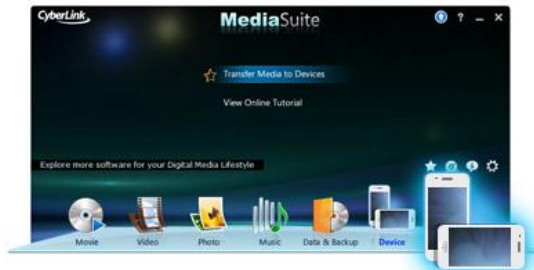 CyberLink
MediaSuite
?
Transfer Media to Devices
View Online Tutorial
Explore more software for your Digital Media Lifestyle
Movie
Video
Photo
Music
Data & Backup
Device